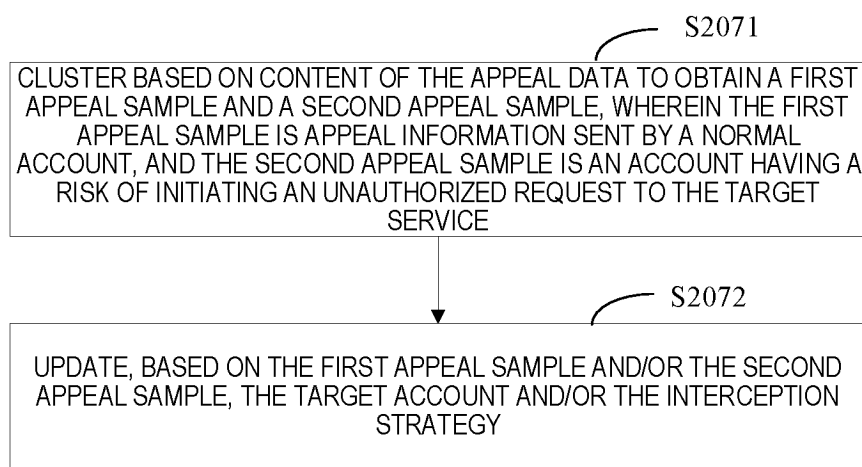 S2071
CLUSTER BASED ON CONTENT OF THE APPEAL DATA TO OBTAIN A FIRST
APPEAL SAMPLE AND A SECOND APPEAL SAMPLE, WHEREIN THE FIRST
APPEAL SAMPLE IS APPEAL INFORMATION SENT BY A NORMAL
ACCOUNT, AND THE SECOND APPEAL SAMPLE IS AN ACCOUNT HAVING A
RISK OF INITIATING AN UNAUTHORIZED REQUEST TO THE TARGET
SERVICE
S2072
UPDATE, BASED ON THE FIRST APPEAL SAMPLE AND/OR THE SECOND
APPEAL SAMPLE, THE TARGET ACCOUNT AND/OR THE INTERCEPTION
STRATEGY